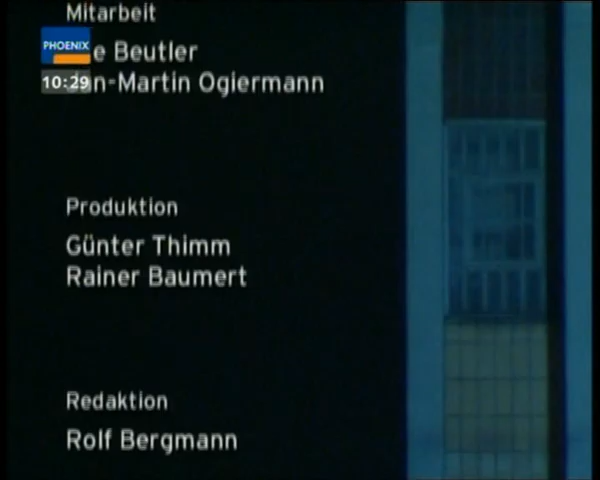 Mitarbeit
PHOENIX
e Beutler
10:29
n-Martin Ogiermann
Produktion
Günter Thimm
Rainer Baumert
Redaktion
Rolf Bergmann